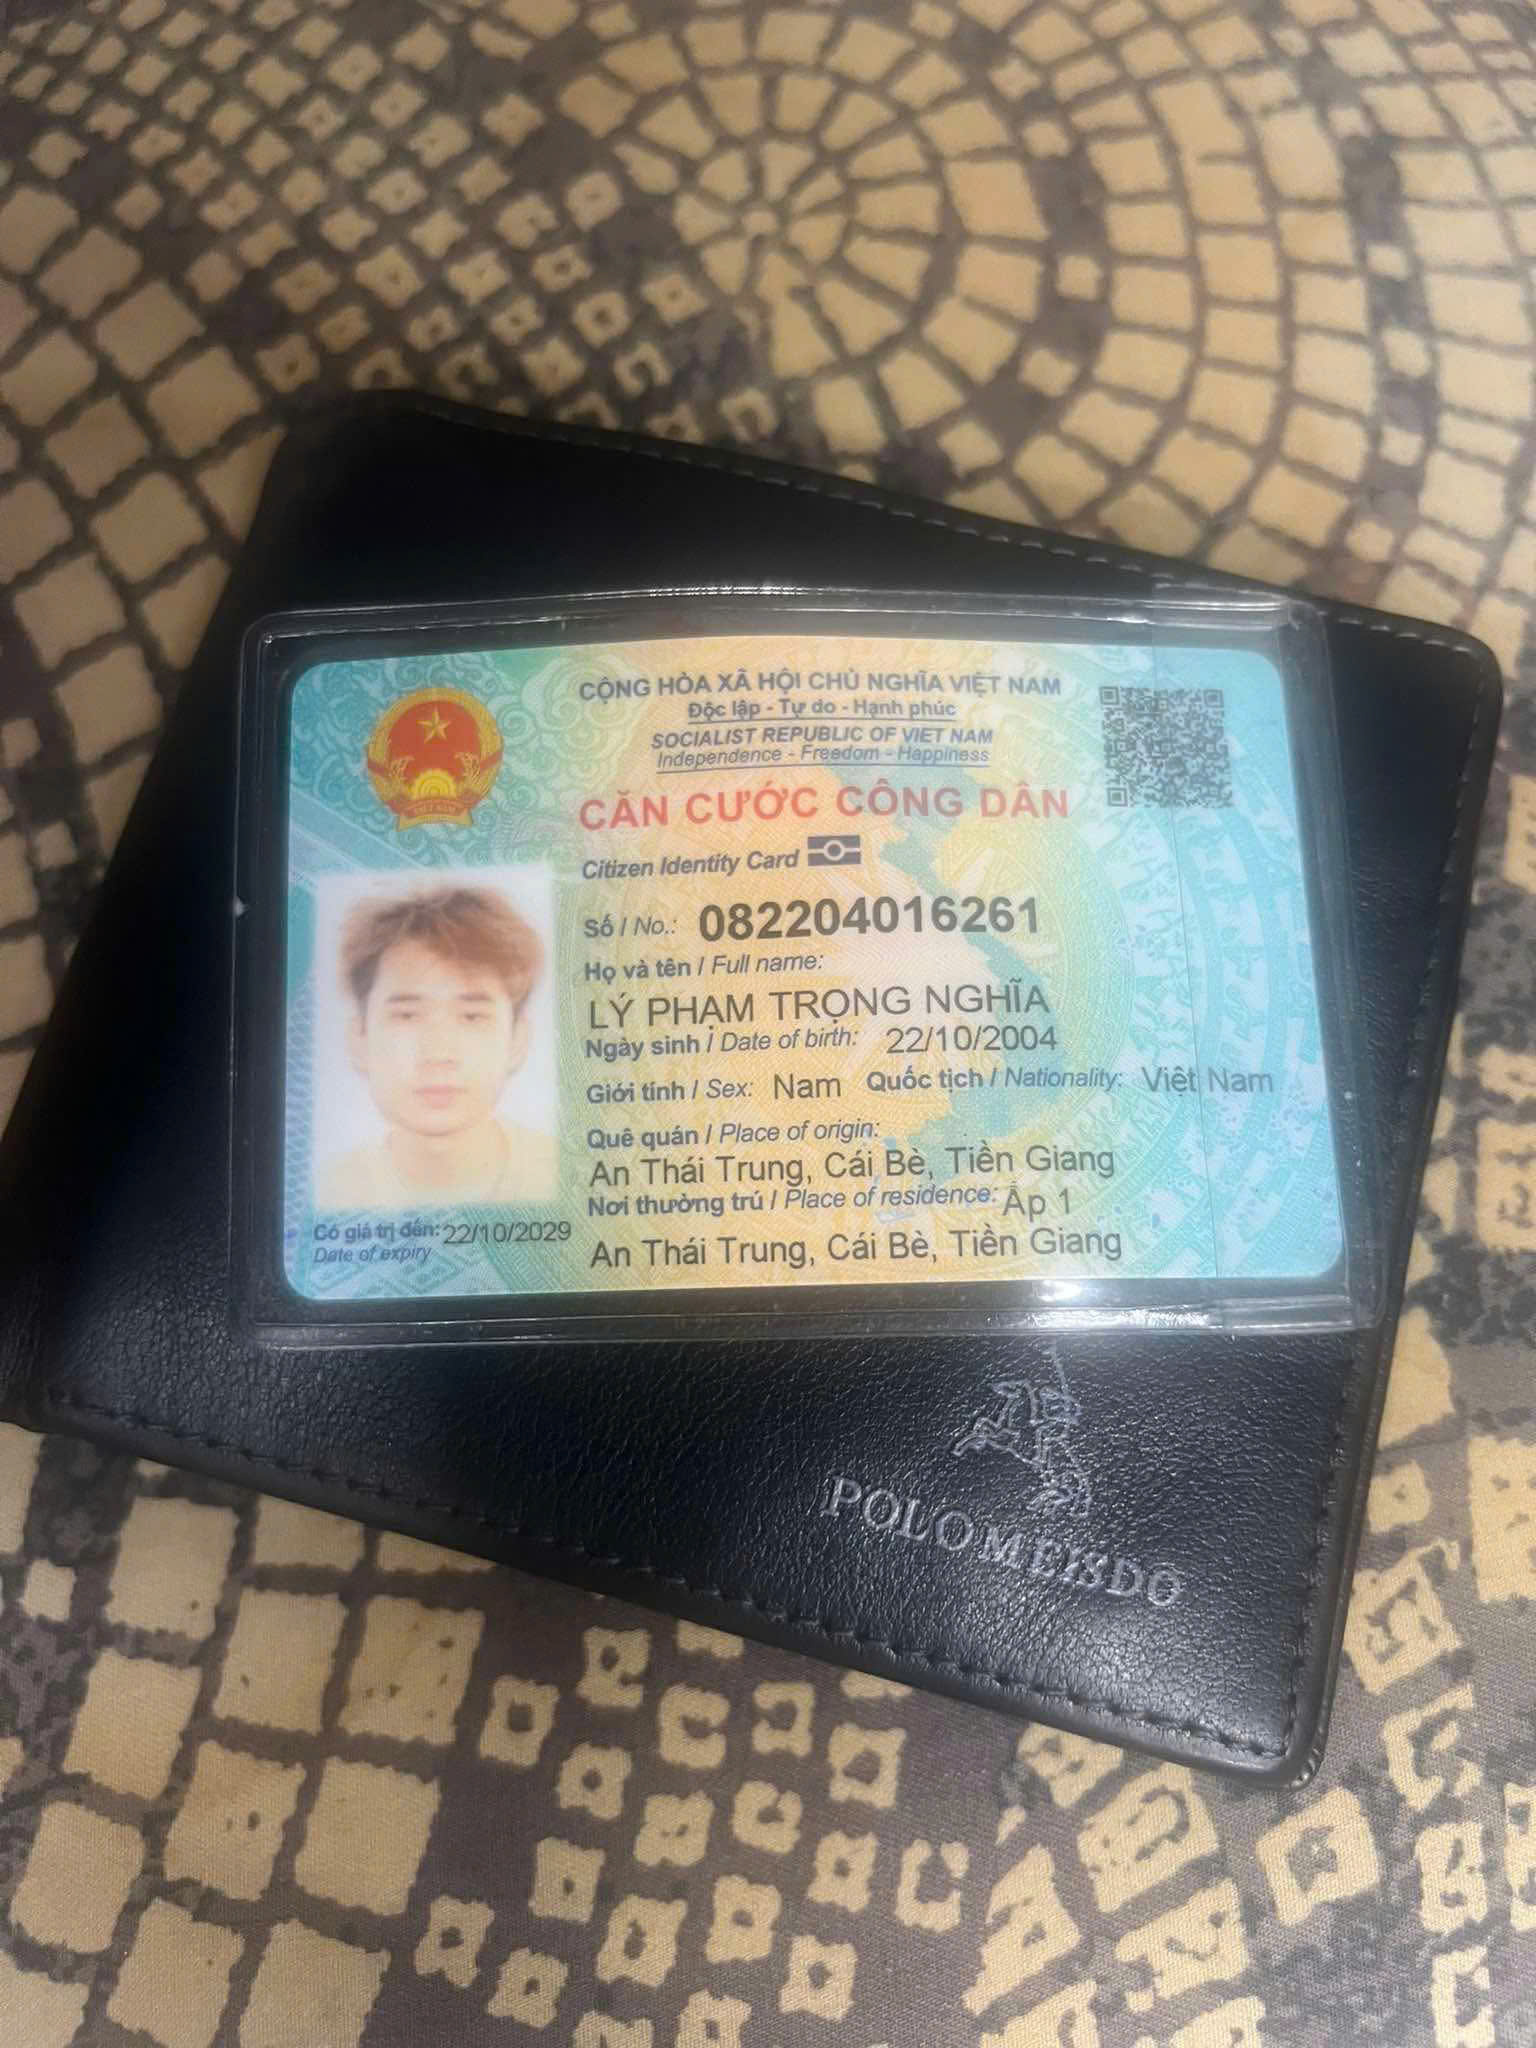 CỘNG HÒA XÃ HỘI CHỦ NGHĨA VIỆT NAM
Độc lập - Tự do - Hạnh phúc
SOCIALIST REPUBLIC OF VIET NAM
Independence - Freedom - Happiness
CĂN CƯỚC CÔNG DÂN
Citizen Identity Card
Số / No.: 082204016261
Họ và tên / Full name:
LÝ PHẠM TRỌNG NGHĨA
Ngày sinh / Date of birth: 22/10/2004
Giới tính / Sex: Nam Quốc tịch / Nationality: Việt Nam
Quê quán / Place of origin:
An Thái Trung, Cái Bè, Tiền Giang
Nơi thường trú / Place of residence: Ấp 1
An Thái Trung, Cái Bè, Tiền Giang
Có giá trị đến: 22/10/2029
Date of expiry
POLO MEISDO